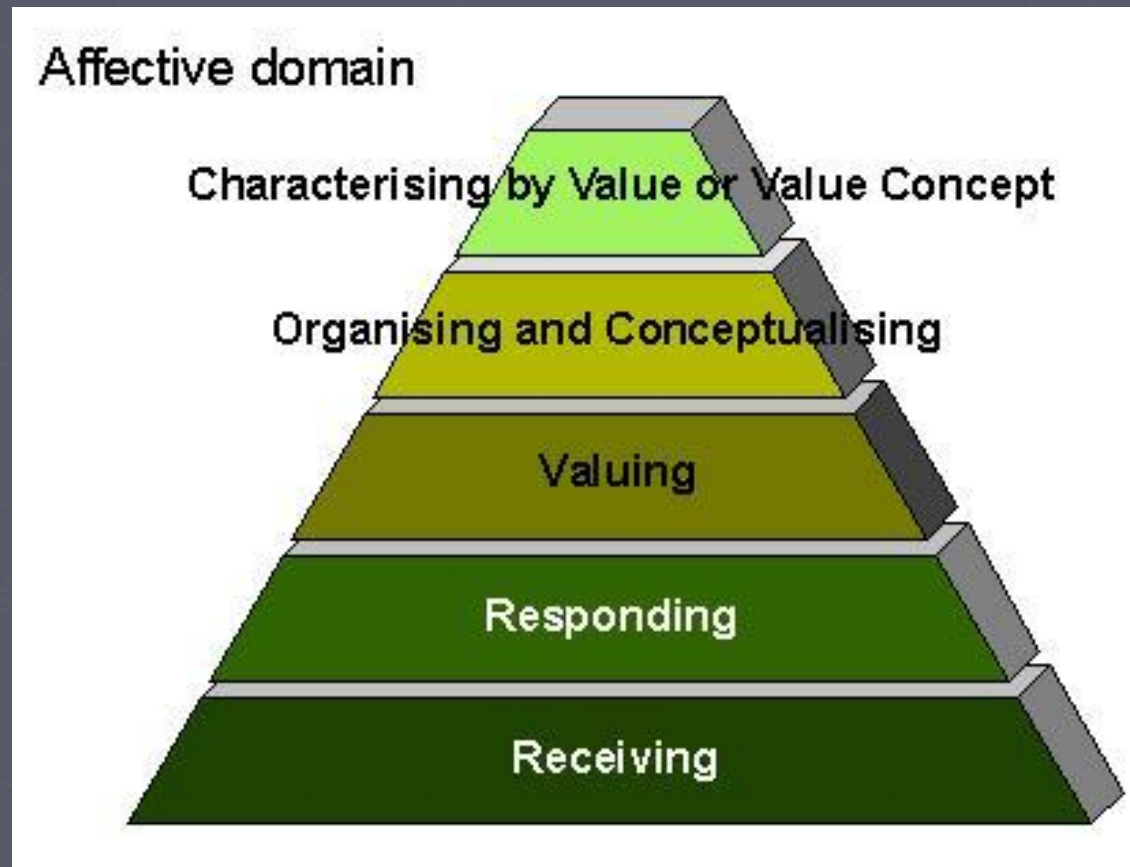 Affective domain
Characterising by Value or Value Concept
Organising and Conceptualising
Valuing
Responding
Receiving